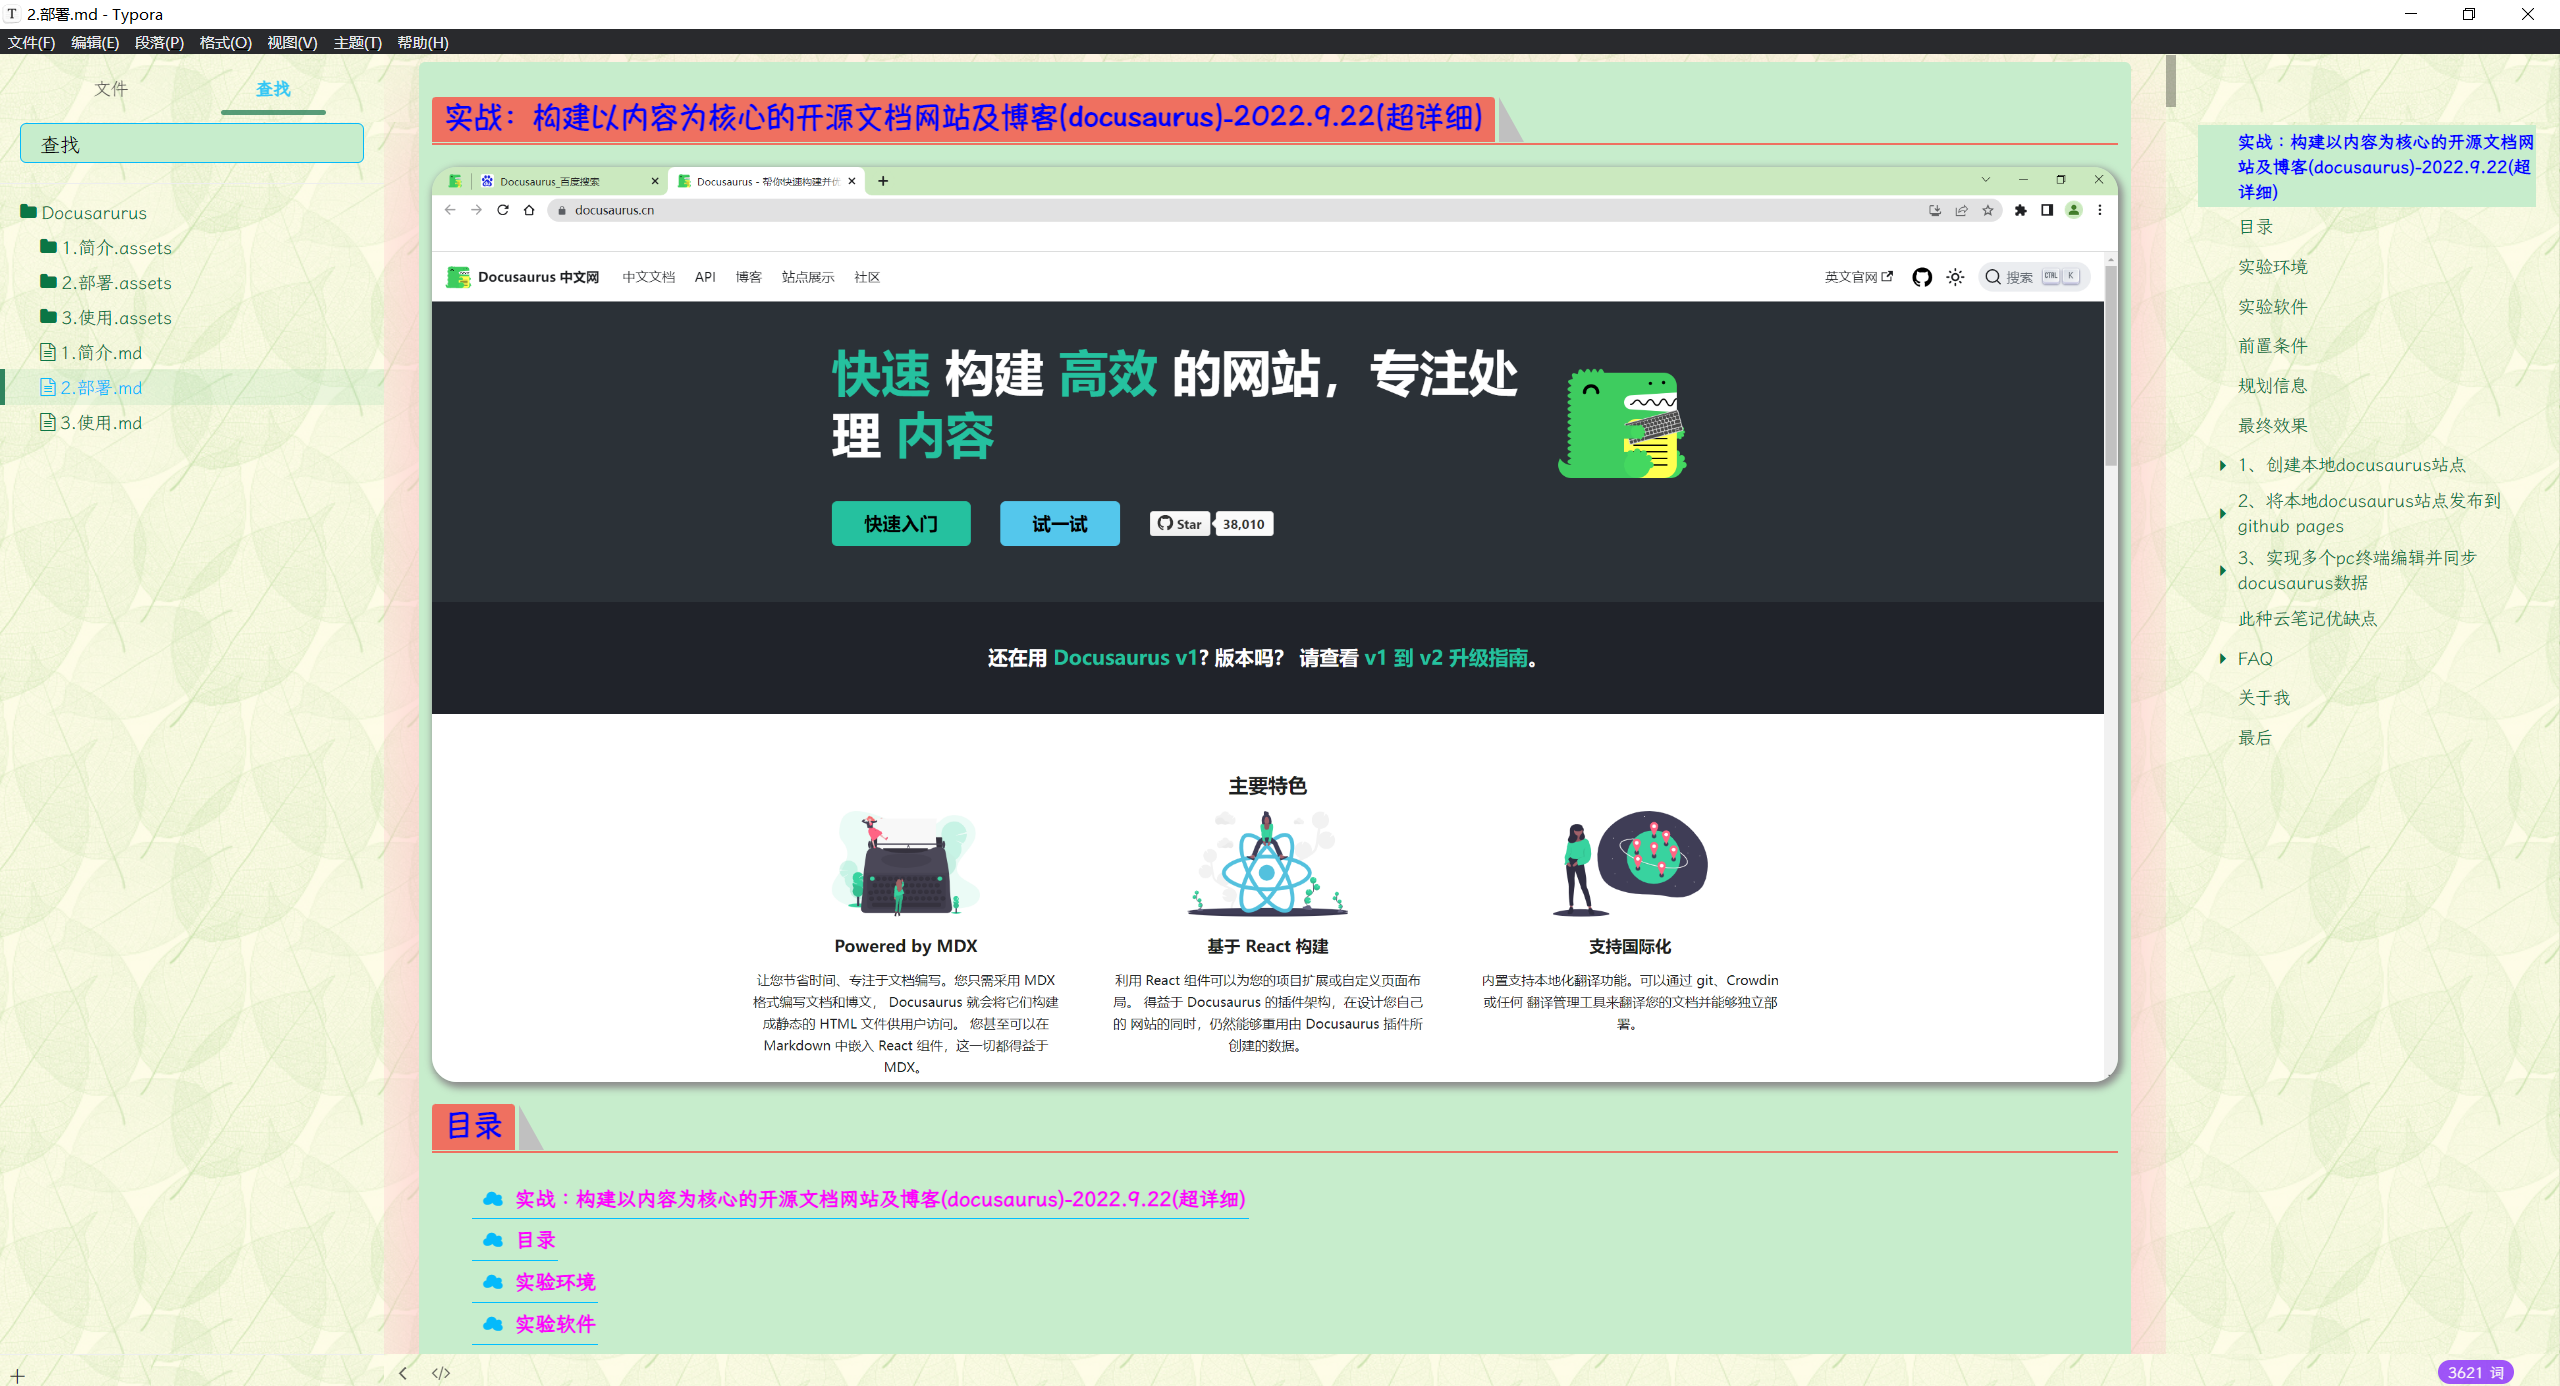 2.部署.md - Typora
文件(F) 编辑(E) 段落(P) 格式(O) 视图(V) 主题(T) 帮助(H)
文件 查找
查找
Docusarurus
1.简介.assets
2.部署.assets
3.使用.assets
1.简介.md
2.部署.md
3.使用.md
实战：构建以内容为核心的开源文档网站及博客(docusaurus)-2022.9.22(超详细)
Docusaurus_百度搜索
Docusaurus - 帮你快速构建并优
docusaurus.cn
Docusaurus 中文网 中文文档 API 博客 站点展示 社区
英文官网 搜索 CTRL K
快速 构建 高效 的网站，专注处
理 内容
快速入门 试一试 Star 38,010
还在用 Docusaurus v1? 版本吗？ 请查看 v1 到 v2 升级指南。
主要特色
Powered by MDX
让您节省时间、专注于文档编写。您只需采用 MDX
格式编写文档和博文， Docusaurus 就会将它们构建
成静态的 HTML 文件供用户访问。 您甚至可以在
Markdown 中嵌入 React 组件，这一切都得益于
MDX。
基于 React 构建
利用 React 组件可以为您的项目扩展或自定义页面布
局。 得益于 Docusaurus 的插件架构，在设计您自己
的 网站的同时，仍然能够重用由 Docusaurus 插件所
创建的数据。
支持国际化
内置支持本地化翻译功能。可以通过 git、Crowdin
或任何 翻译管理工具来翻译您的文档并能够独立部
署。
目录
实战：构建以内容为核心的开源文档网站及博客(docusaurus)-2022.9.22(超详细)
目录
实验环境
实验软件
实战：构建以内容为核心的开源文档网
站及博客(docusaurus)-2022.9.22(超
详细)
目录
实验环境
实验软件
前置条件
规划信息
最终效果
1、创建本地docusaurus站点
2、将本地docusaurus站点发布到
github pages
3、实现多个pc终端编辑并同步
docusaurus数据
此种云笔记优缺点
FAQ
关于我
最后
3621 词